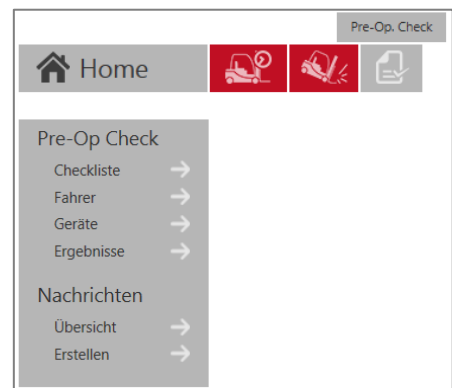 Pre-Op. Check
Home
Pre-Op Check
Checkliste
Fahrer
Geräte
Ergebnisse
Nachrichten
Übersicht
Erstellen